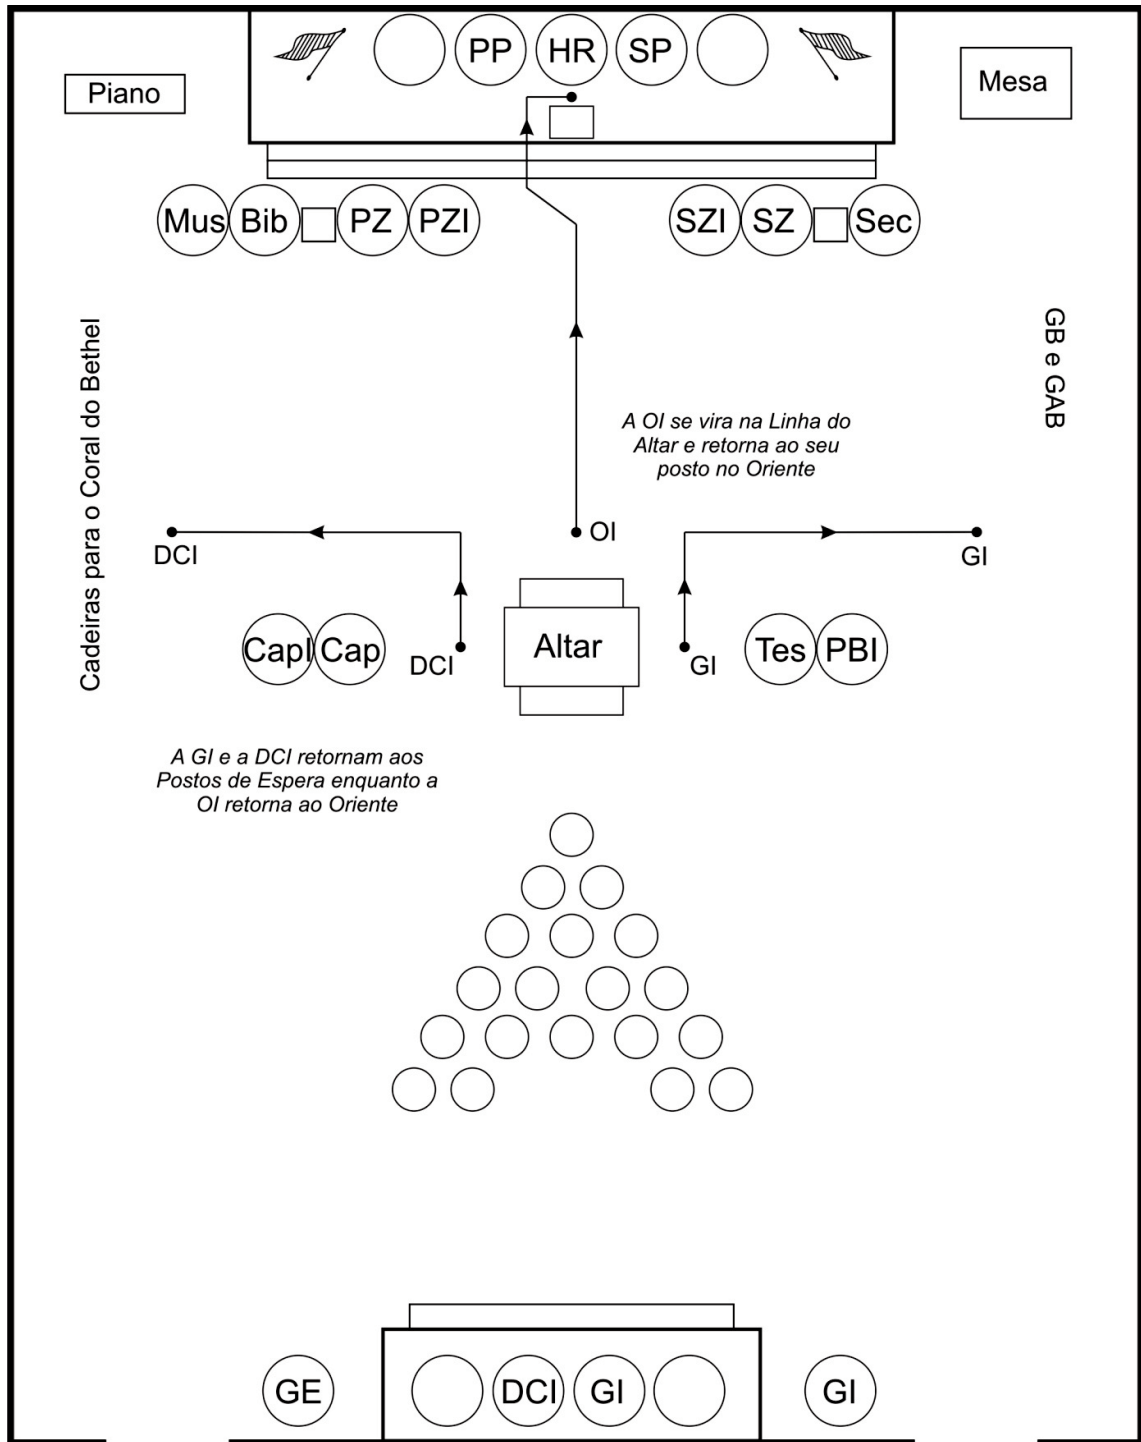 PP HR SP
Piano
Mesa
Mus Bib PZ PZI SZI SZ Sec
Cadeiras para o Coral do Bethel
GB e GAB
A OI se vira na Linha do
Altar e retorna ao seu
posto no Oriente
DCI
OI
GI
CapI Cap
DCI
Altar
GI
Tes PBI
A GI e a DCI retornam aos
Postos de Espera enquanto a
OI retorna ao Oriente
GE DCI GI GI